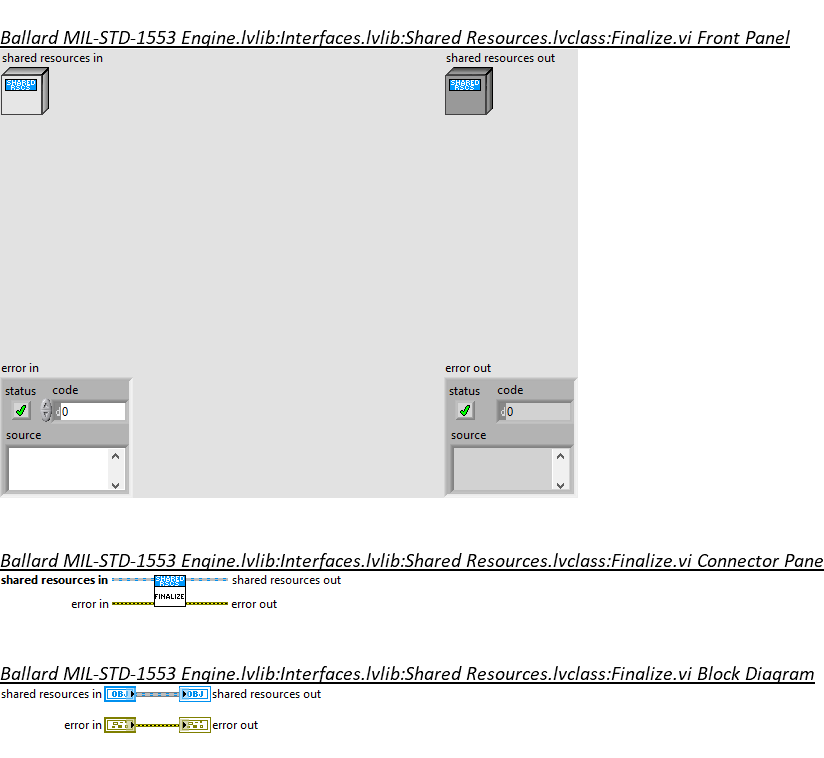 Ballard MIL-STD-1553 Engine.lvlib:Interfaces.lvlib:Shared Resources.lvclass:Finalize.vi Front Panel
shared resources in shared resources out
SHARED RSCS SHARED RSCS
error in error out
status code status code
d 0 d 0
source source
Ballard MIL-STD-1553 Engine.lvlib:Interfaces.lvlib:Shared Resources.lvclass:Finalize.vi Connector Pane
shared resources in SHARED RSCS shared resources out
error in FINALIZE error out
Ballard MIL-STD-1553 Engine.lvlib:Interfaces.lvlib:Shared Resources.lvclass:Finalize.vi Block Diagram
shared resources in OBJ OBJ shared resources out
error in error out